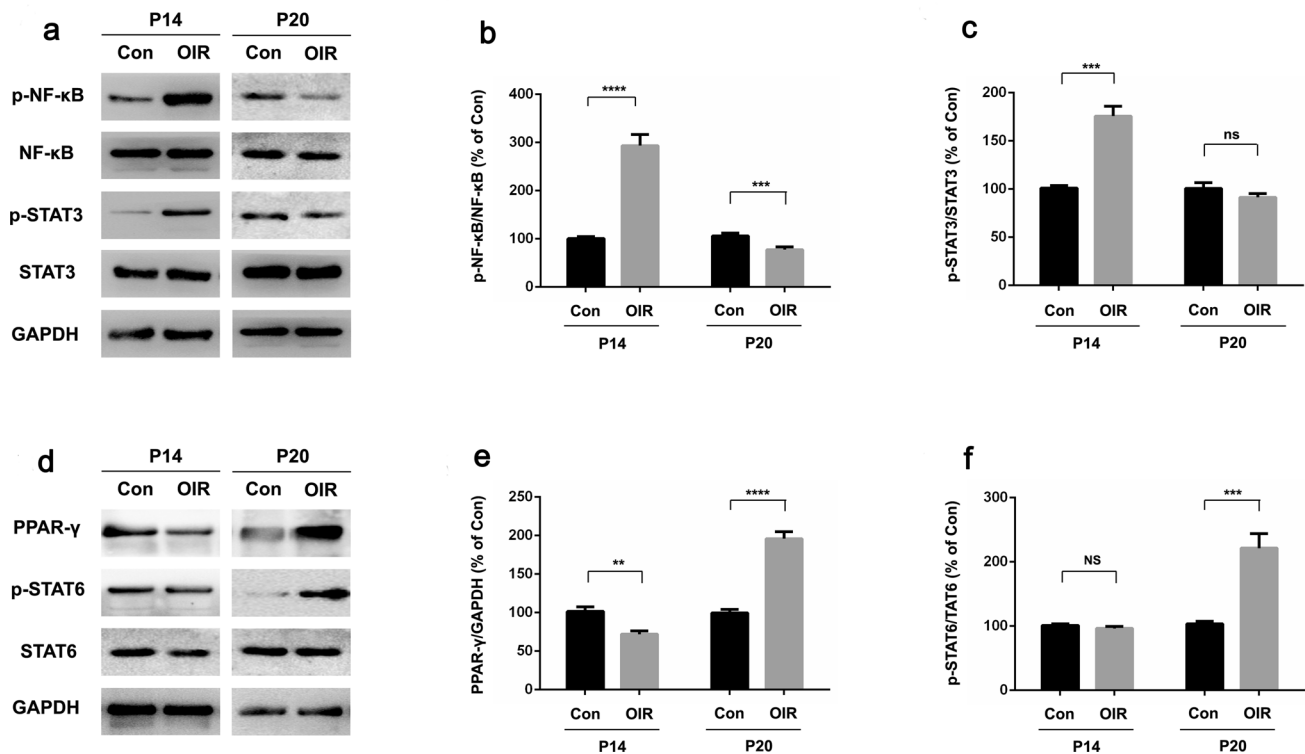 a
P14 P20
Con OIR Con OIR
p-NF-κB
NF-κB
p-STAT3
STAT3
GAPDH
b
p-NF-κB/NF-κB (% of Con)
400
300
200
100
0
****
***
Con OIR Con OIR
P14 P20
c
p-STAT3/STAT3 (% of Con)
200
150
100
50
0
***
ns
Con OIR Con OIR
P14 P20
d
P14 P20
Con OIR Con OIR
PPAR-γ
p-STAT6
STAT6
GAPDH
e
PPAR-γ/GAPDH (% of Con)
250
200
150
100
50
0
**
****
Con OIR Con OIR
P14 P20
f
p-STAT6/TAT6 (% of Con)
300
200
100
0
NS
***
Con OIR Con OIR
P14 P20